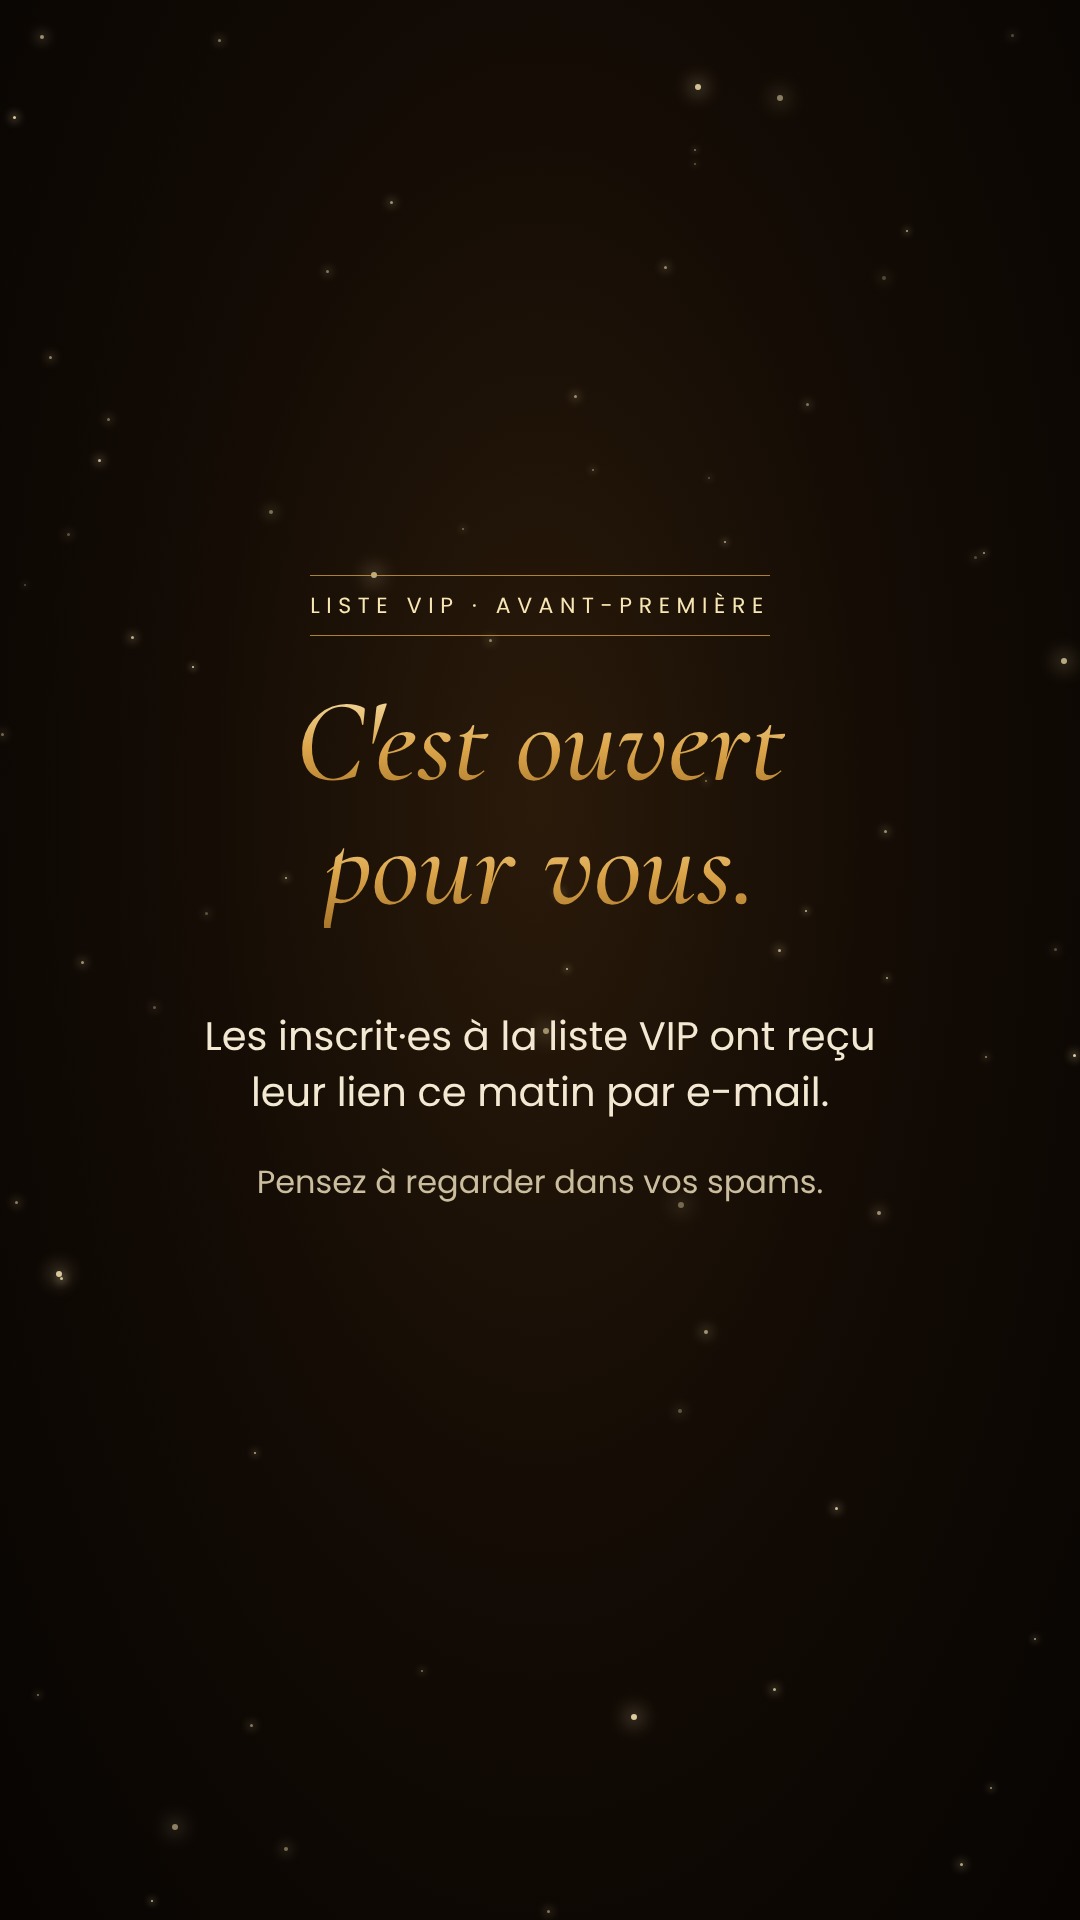 LISTE VIP · AVANT-PREMIÈRE
C'est ouvert
pour vous.
Les inscrit·es à la liste VIP ont reçu
leur lien ce matin par e-mail.
Pensez à regarder dans vos spams.